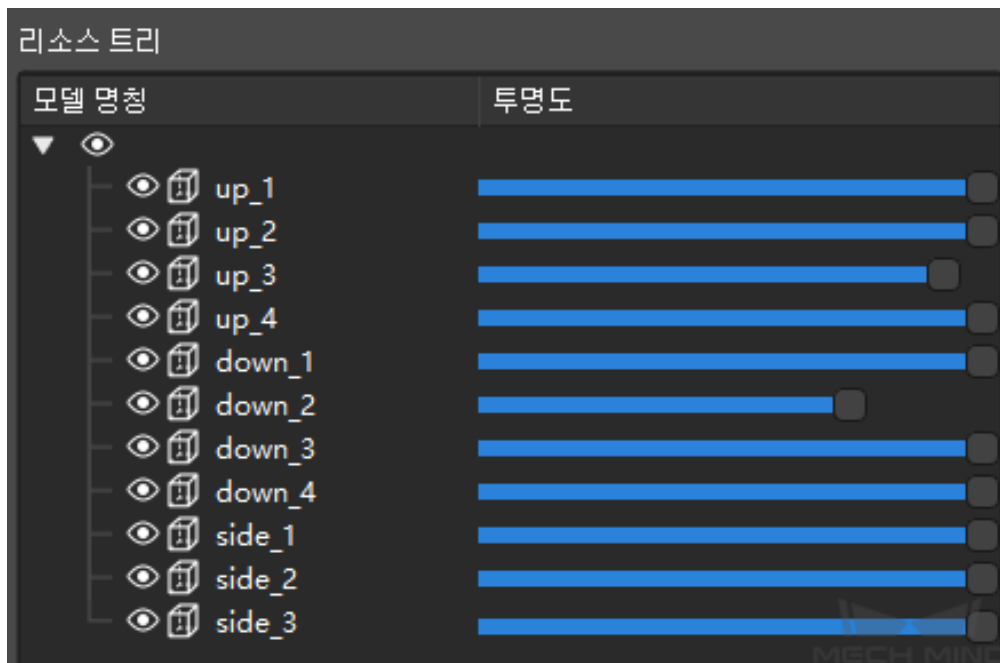 리소스 트리
모델 명칭 투명도
up_1
up_2
up_3
up_4
down_1
down_2
down_3
down_4
side_1
side_2
side_3
MECH MIND